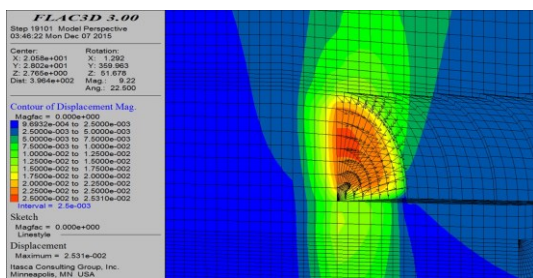 FLAC3D 3.00
Step 19101 Model Perspective
03:46:22 Mon Dec 07 2015
Center:
X: 2.058e+001
Y: 2.802e+001
Z: 2.765e+000
Dist: 3.964e+002
Rotation:
X: 1.292
Y: 359.963
Z: 51.678
Mag.: 9.22
Ang.: 22.500
Contour of Displacement Mag.
Magfac = 0.000e+000
9.6932e-004 to 2.5000e-003
2.5000e-003 to 5.0000e-003
5.0000e-003 to 7.5000e-003
7.5000e-003 to 1.0000e-002
1.0000e-002 to 1.2500e-002
1.2500e-002 to 1.5000e-002
1.5000e-002 to 1.7500e-002
1.7500e-002 to 2.0000e-002
2.0000e-002 to 2.2500e-002
2.2500e-002 to 2.5000e-002
2.5000e-002 to 2.5310e-002
Interval = 2.5e-003
Sketch
Magfac = 0.000e+000
Linestyle
Displacement
Maximum = 2.531e-002
Itasca Consulting Group, Inc.
Minneapolis, MN USA